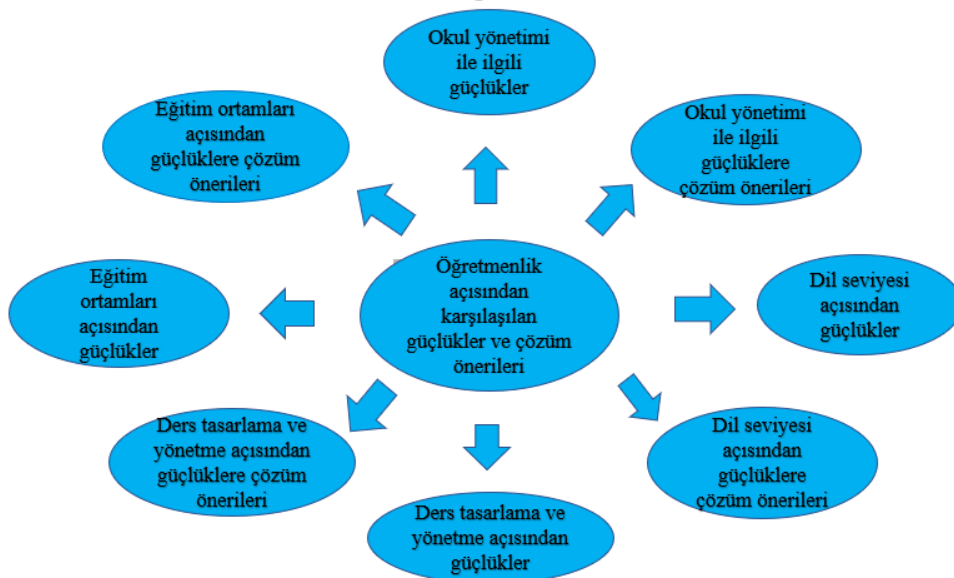 Okul yönetimi
ile ilgili
güçlükler
Okul yönetimi
ile ilgili
güçlüklere
çözüm önerileri
Dil seviyesi
açısından
güçlükler
Dil seviyesi
açısından
güçlüklere
çözüm önerileri
Ders tasarlama ve
yönetme açısından
güçlükler
Ders tasarlama ve
yönetme açısından
güçlüklere çözüm
önerileri
Eğitim
ortamları
açısından
güçlükler
Eğitim ortamları
açısından
güçlüklere çözüm
önerileri
Öğretmenlik
açısından
karşılaşılan
güçlükler ve çözüm
önerileri